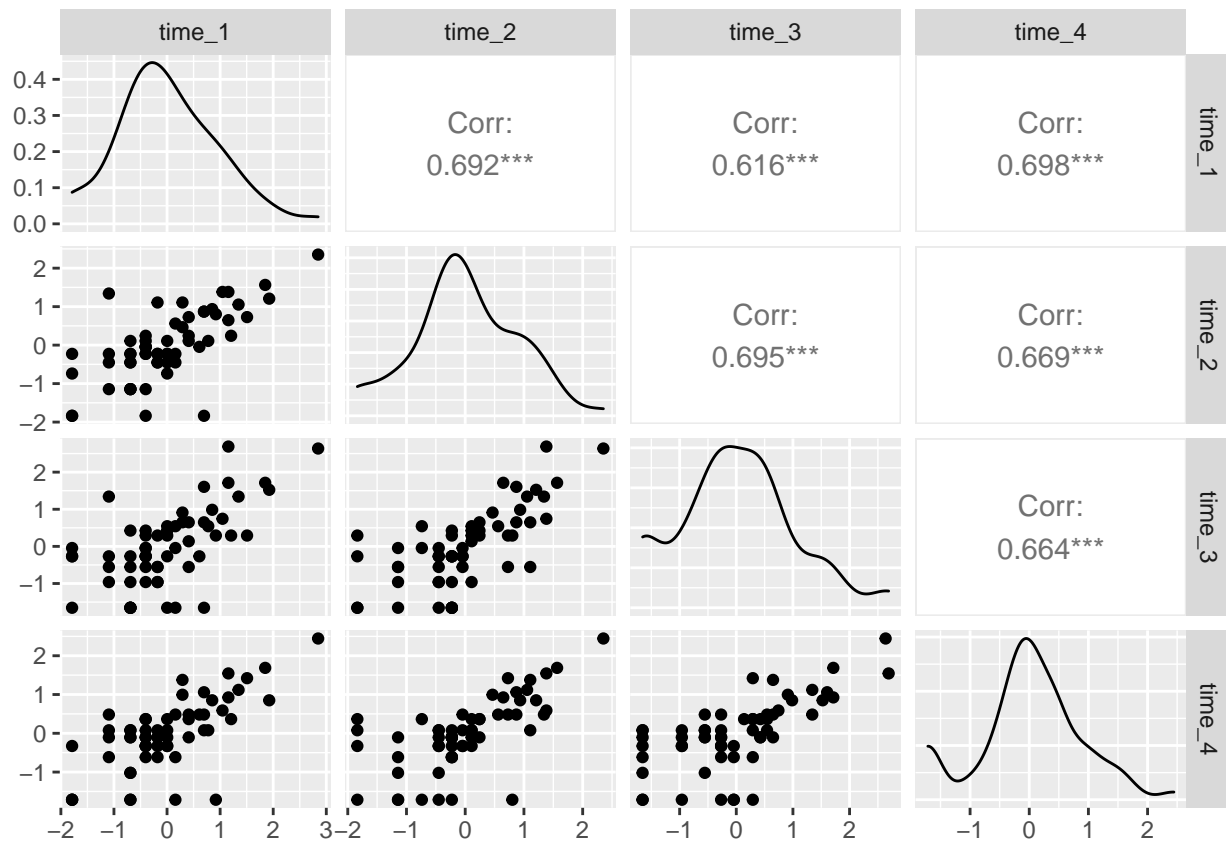 time_1 time_2 time_3 time_4
0.4
0.3
0.2
0.1
0.0
Corr:
0.692***
Corr:
0.616***
Corr:
0.698***
time_1
2
1
0
−1
−2
Corr:
0.695***
Corr:
0.669***
time_2
2
1
0
−1
Corr:
0.664***
time_3
2
1
0
−1
time_4
−2 −1 0 1 2 3
−2 −1 0 1 2
−1 0 1 2
−1 0 1 2